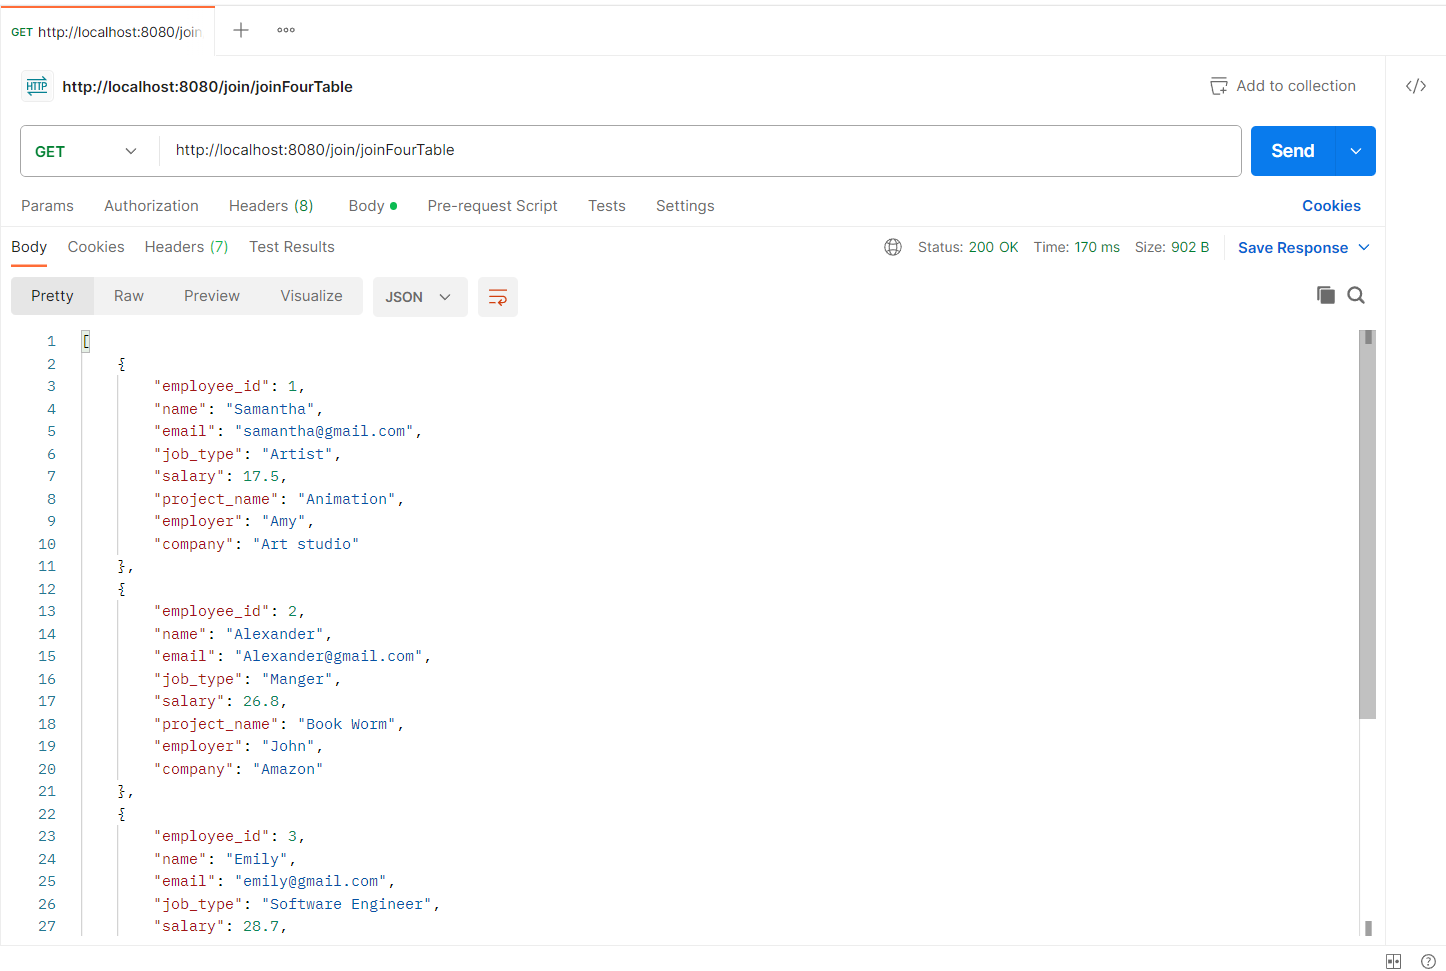 GET http://localhost:8080/join
http://localhost:8080/join/joinFourTable
Add to collection
GET http://localhost:8080/join/joinFourTable
Send
Params Authorization Headers (8) Body Pre-request Script Tests Settings Cookies
Body Cookies Headers (7) Test Results Status: 200 OK Time: 170 ms Size: 902 B Save Response
Pretty Raw Preview Visualize JSON
1 [
2 {
3 "employee_id": 1,
4 "name": "Samantha",
5 "email": "samantha@gmail.com",
6 "job_type": "Artist",
7 "salary": 17.5,
8 "project_name": "Animation",
9 "employer": "Amy",
10 "company": "Art studio"
11 },
12 {
13 "employee_id": 2,
14 "name": "Alexander",
15 "email": "Alexander@gmail.com",
16 "job_type": "Manger",
17 "salary": 26.8,
18 "project_name": "Book Worm",
19 "employer": "John",
20 "company": "Amazon"
21 },
22 {
23 "employee_id": 3,
24 "name": "Emily",
25 "email": "emily@gmail.com",
26 "job_type": "Software Engineer",
27 "salary": 28.7,